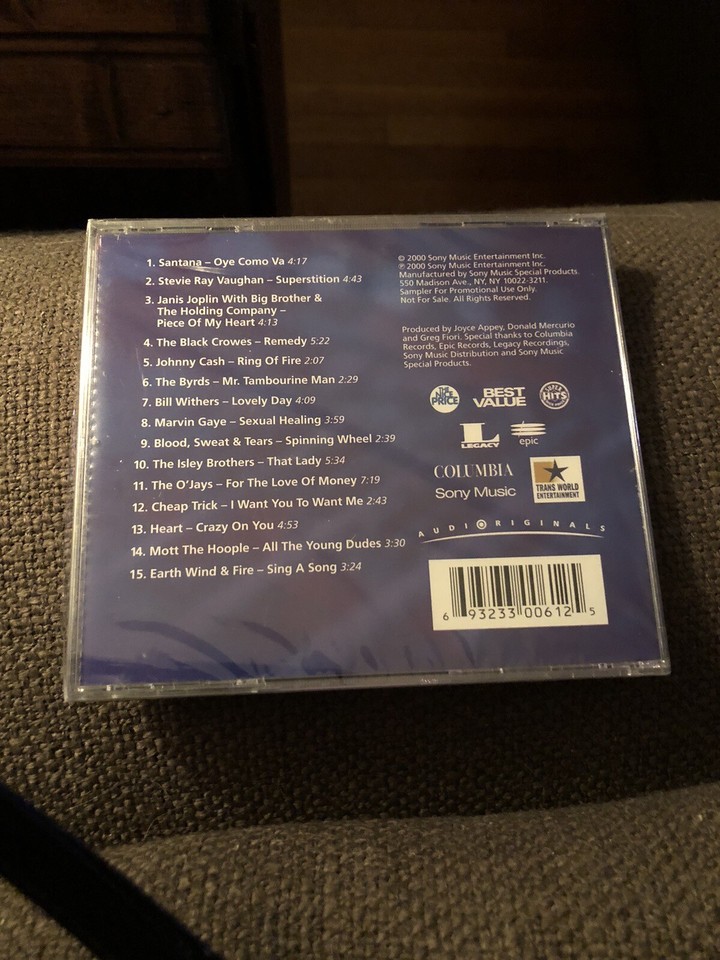 1. Santana – Oye Como Va 4:17
2. Stevie Ray Vaughan – Superstition 4:43
3. Janis Joplin With Big Brother &
The Holding Company –
Piece Of My Heart 4:13
4. The Black Crowes – Remedy 5:22
5. Johnny Cash – Ring Of Fire 2:07
6. The Byrds – Mr. Tambourine Man 2:29
7. Bill Withers – Lovely Day 4:09
8. Marvin Gaye – Sexual Healing 3:59
9. Blood, Sweat & Tears – Spinning Wheel 2:39
10. The Isley Brothers – That Lady 5:34
11. The O'Jays – For The Love Of Money 7:19
12. Cheap Trick – I Want You To Want Me 2:43
13. Heart – Crazy On You 4:53
14. Mott The Hoople – All The Young Dudes 3:30
15. Earth Wind & Fire – Sing A Song 3:24
© 2000 Sony Music Entertainment Inc.
℗ 2000 Sony Music Entertainment Inc.
Manufactured by Sony Music Special Products
550 Madison Ave., NY, NY 10022-3211.
Sampler For Promotional Use Only.
Not For Sale. All Rights Reserved.
Produced by Joyce Appey, Donald Mercurio
and Greg Fiori. Special thanks to Columbia
Records, Epic Records, Legacy Recordings,
Sony Music Distribution and Sony Music
Special Products.
THE NICE PRICE
BEST
VALUE
SUPER
HITS
L
LEGACY
epic
COLUMBIA
Sony Music
TRANS WORLD
ENTERTAINMENT
AUDIORIGINALS
6 93233 00612 5